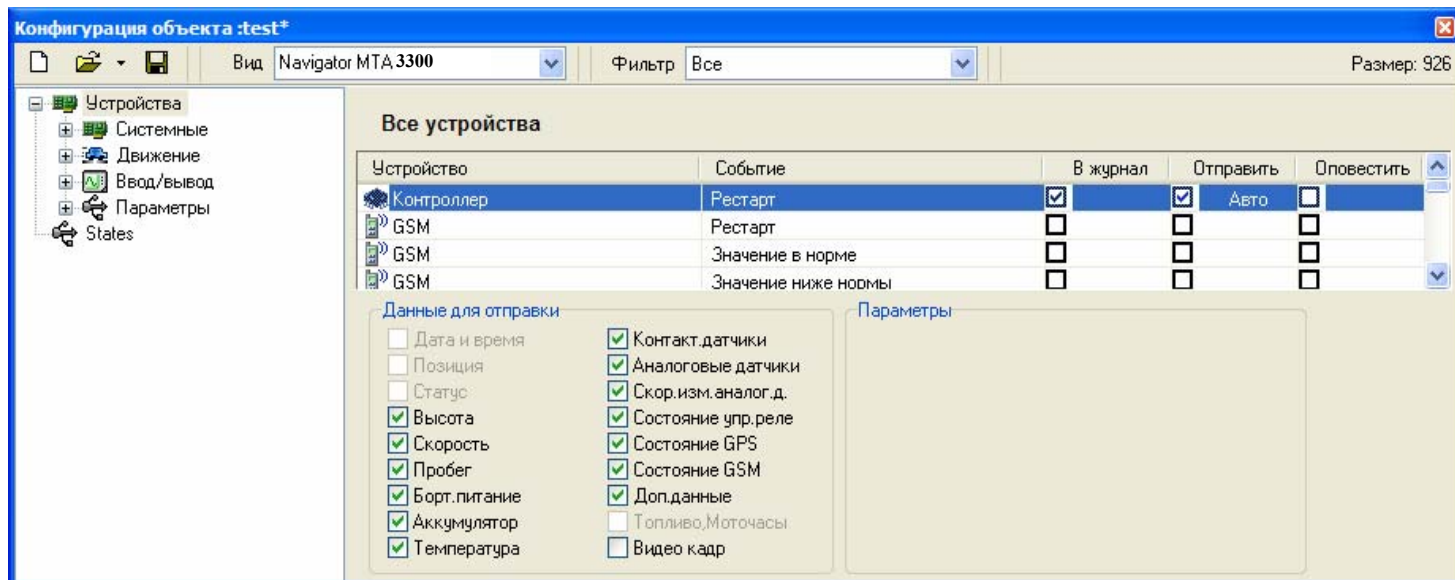 Конфигурация объекта :test*
Вид Navigator MTA 3300 Фильтр Все Размер: 926
Устройства
Системные
Движение
Ввод/вывод
Параметры
States
Все устройства
Устройство Событие В журнал Отправить Оповестить
Контроллер Рестарт Авто
GSM Рестарт
GSM Значение в норме
GSM Значение ниже нормы
Данные для отправки
Дата и время
Позиция
Статус
Высота
Скорость
Пробег
Борт.питание
Аккумулятор
Температура
Контакт.датчики
Аналоговые датчики
Скор.изм.аналог.д.
Состояние упр.реле
Состояние GPS
Состояние GSM
Доп.данные
Топливо,Моточасы
Видео кадр
Параметры